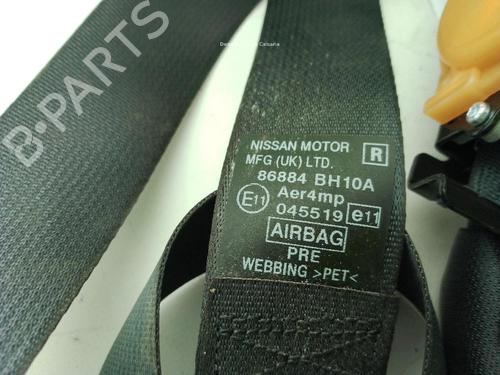 B-PARTS
NISSAN MOTOR
MFG (UK) LTD. R
86884 BH10A
E11 Aer4mp
045519 e11
AIRBAG
PRE
WEBBING >PET<